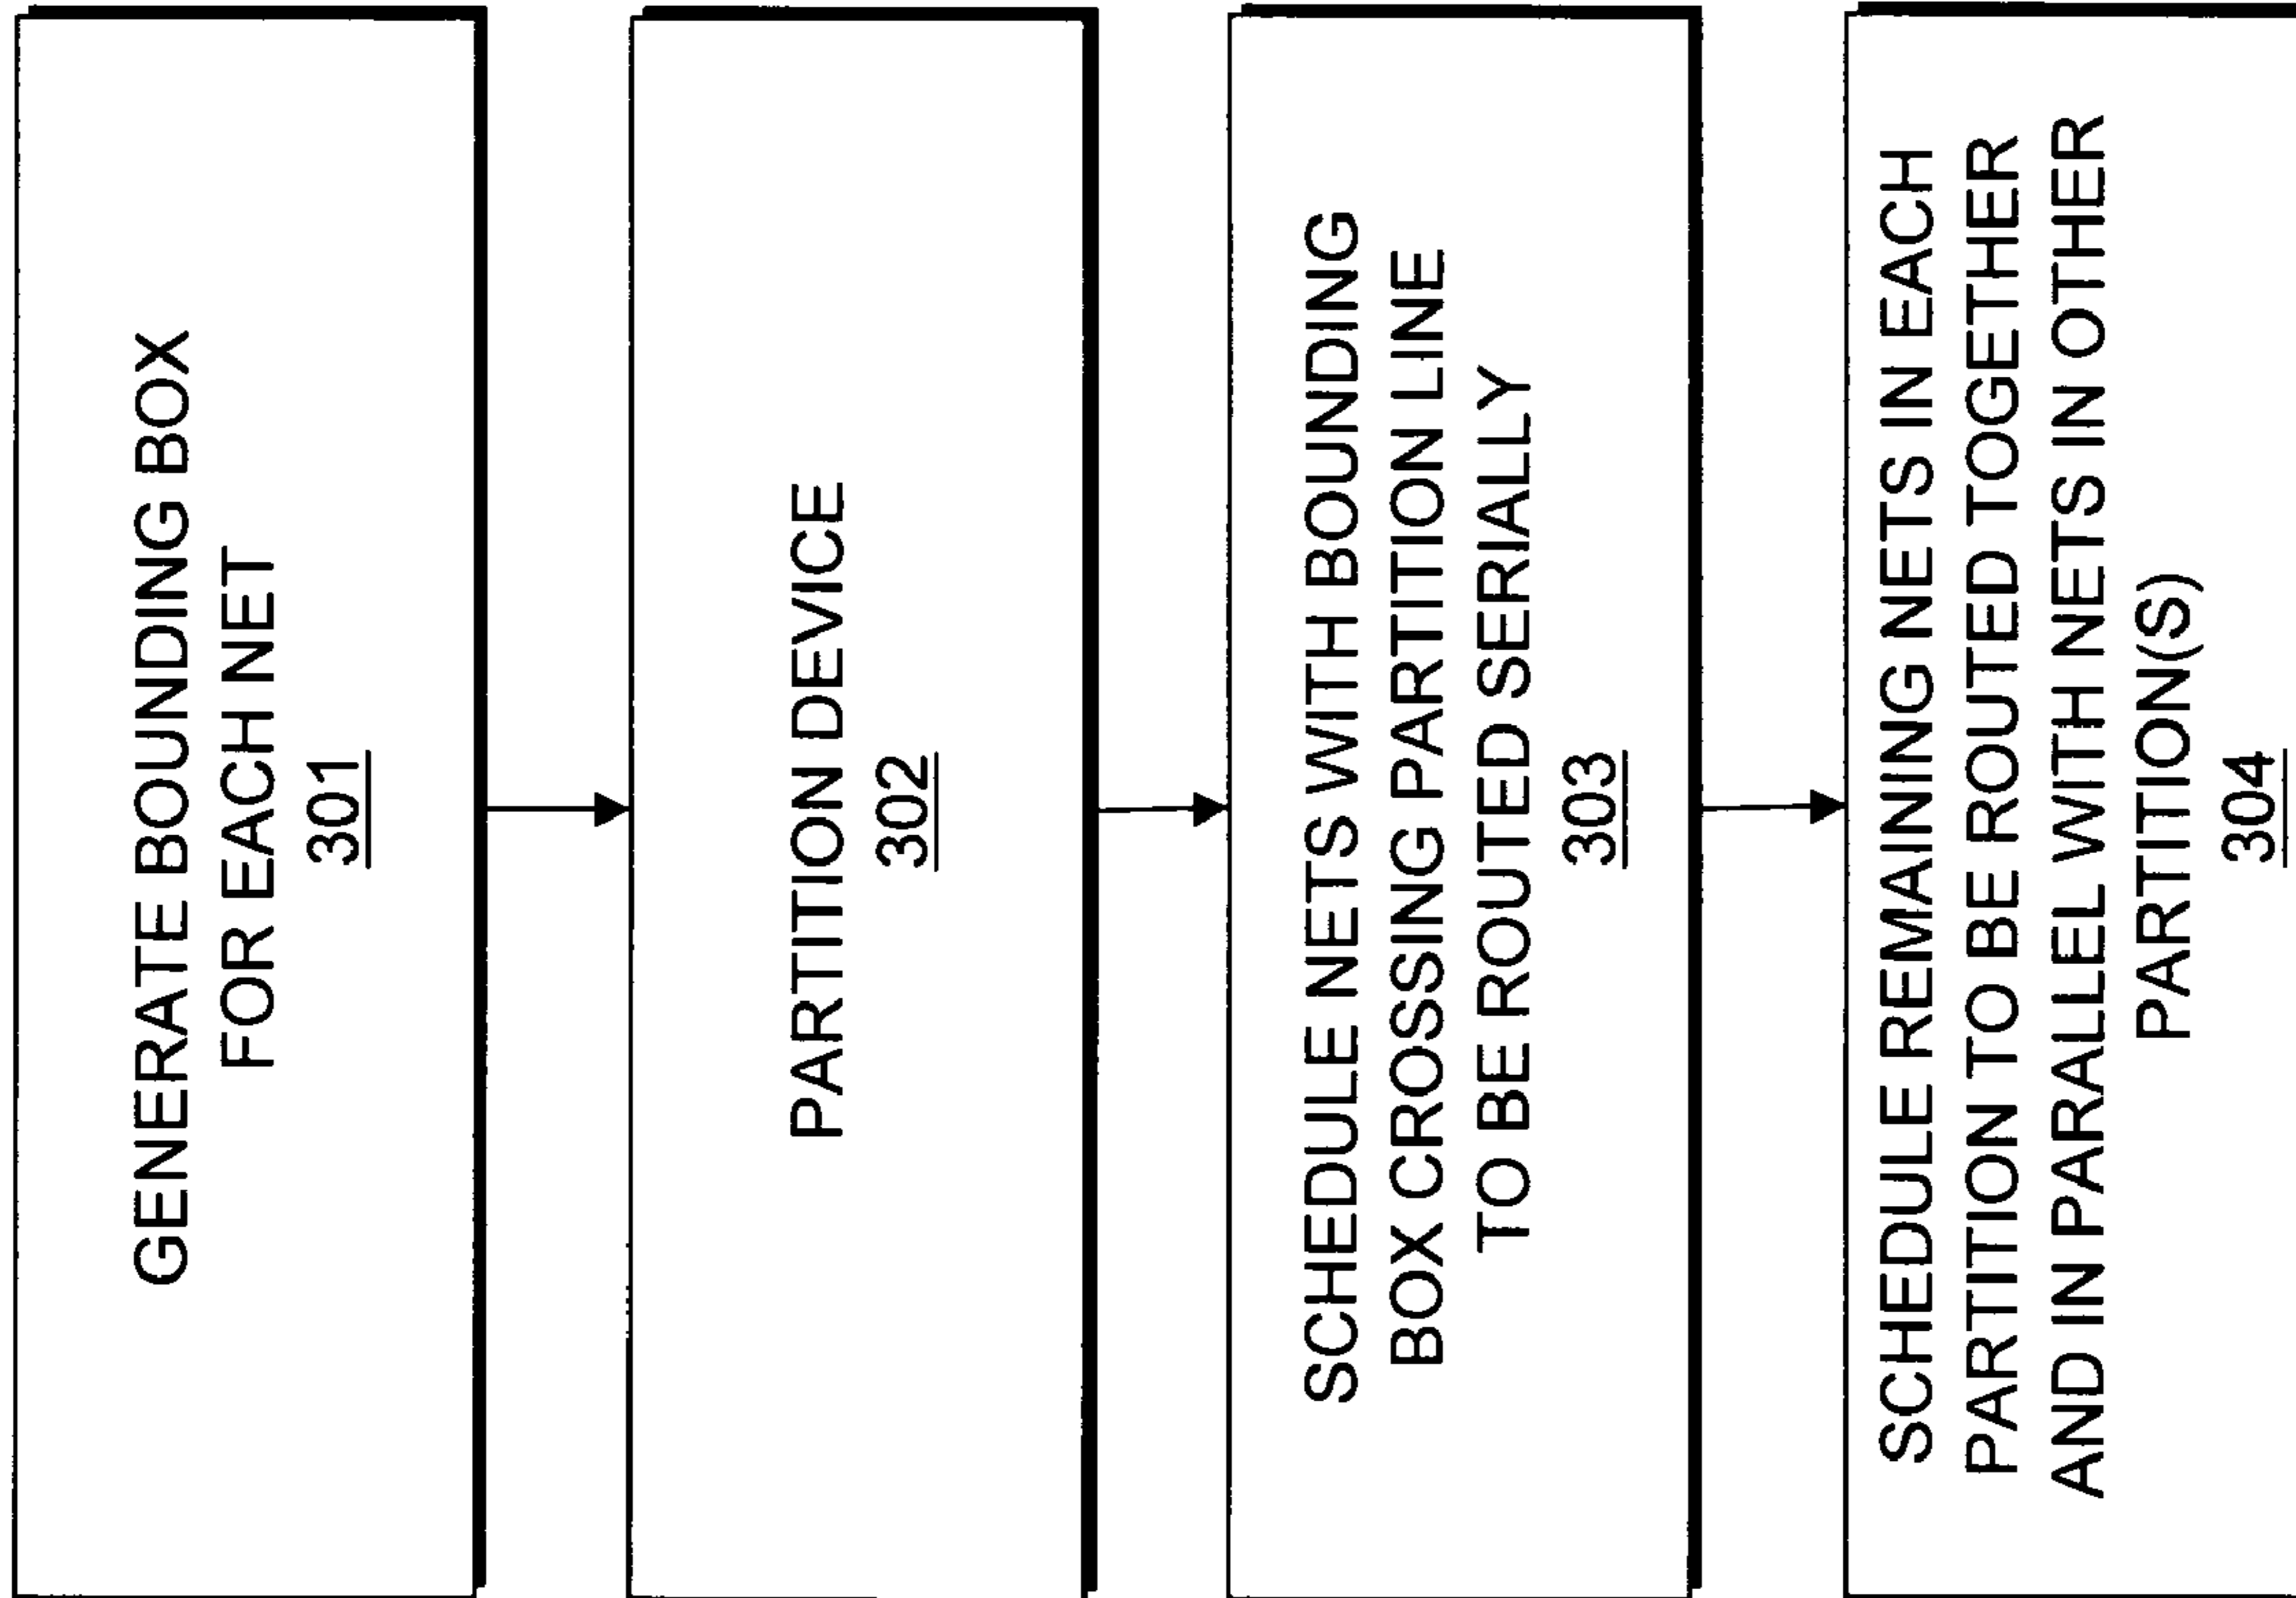 GENERATE BOUNDING BOX
FOR EACH NET
301
PARTITION DEVICE
302
SCHEDULE NETS WITH BOUNDING
BOX CROSSING PARTITION LINE
TO BE ROUTED SERIALLY
303
SCHEDULE REMAINING NETS IN EACH
PARTITION TO BE ROUTED TOGETHER
AND IN PARALLEL WITH NETS IN OTHER
PARTITION(S)
304